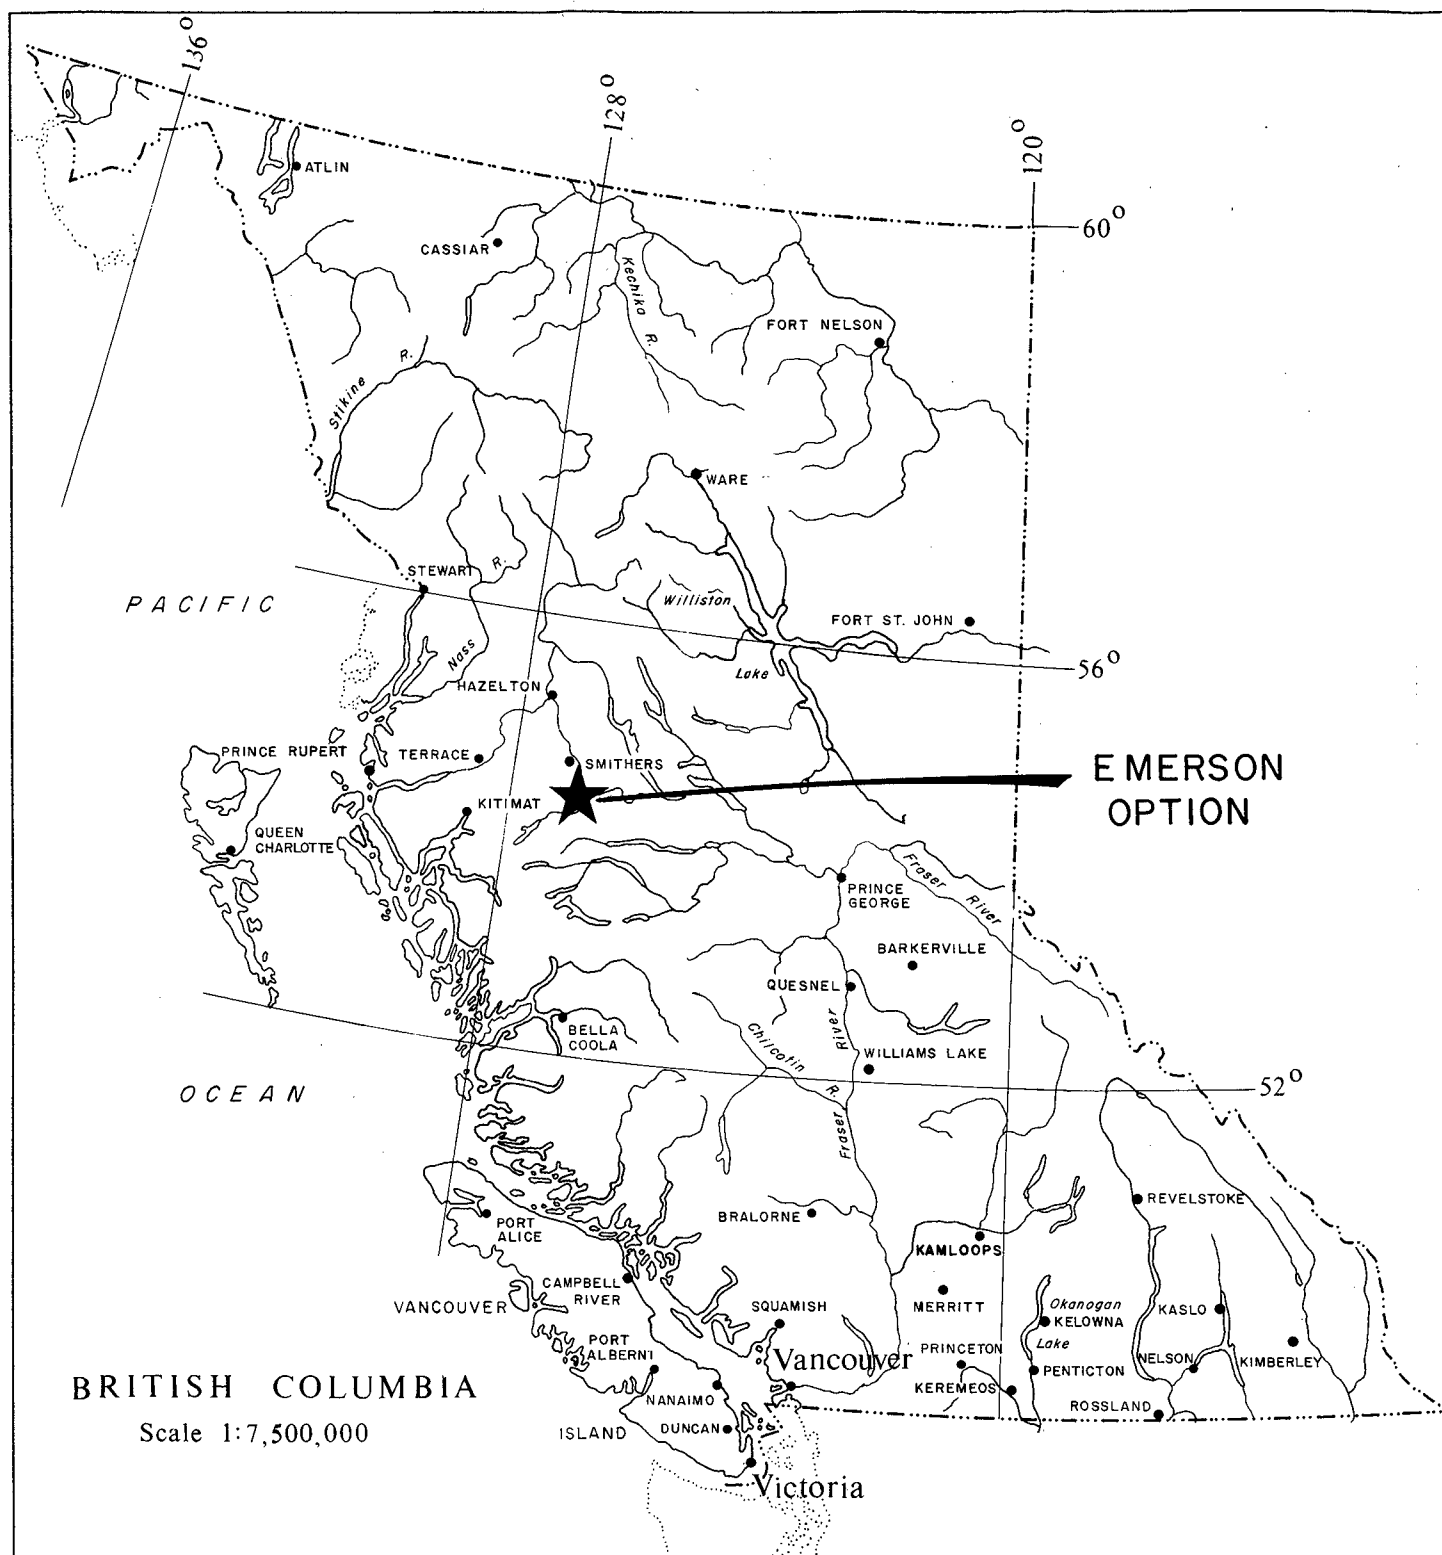 136°
128°
120°
ATLIN
60°
CASSIAR
Kechika R.
FORT NELSON
Stikine R.
WARE
STEWART
Nass R.
PACIFIC
Williston
Lake
FORT ST. JOHN
56°
HAZELTON
PRINCE RUPERT
TERRACE
SMITHERS
EMERSON
OPTION
KITIMAT
QUEEN
CHARLOTTE
Fraser River
PRINCE
GEORGE
BARKERVILLE
QUESNEL
BELLA
COOLA
Chilcotin R.
Fraser River
WILLIAMS LAKE
OCEAN
52°
REVELSTOKE
PORT
ALICE
BRALORNE
KAMLOOPS
CAMPBELL
RIVER
VANCOUVER
SQUAMISH
MERRITT
Okanogan
KELOWNA
Lake
KASLO
PORT
ALBERNI
Vancouver
PRINCETON
PENTICTON
NELSON
KIMBERLEY
KEREMEOS
BRITISH COLUMBIA
NANAIMO
ROSSLAND
Scale 1:7,500,000
ISLAND
DUNCAN
Victoria